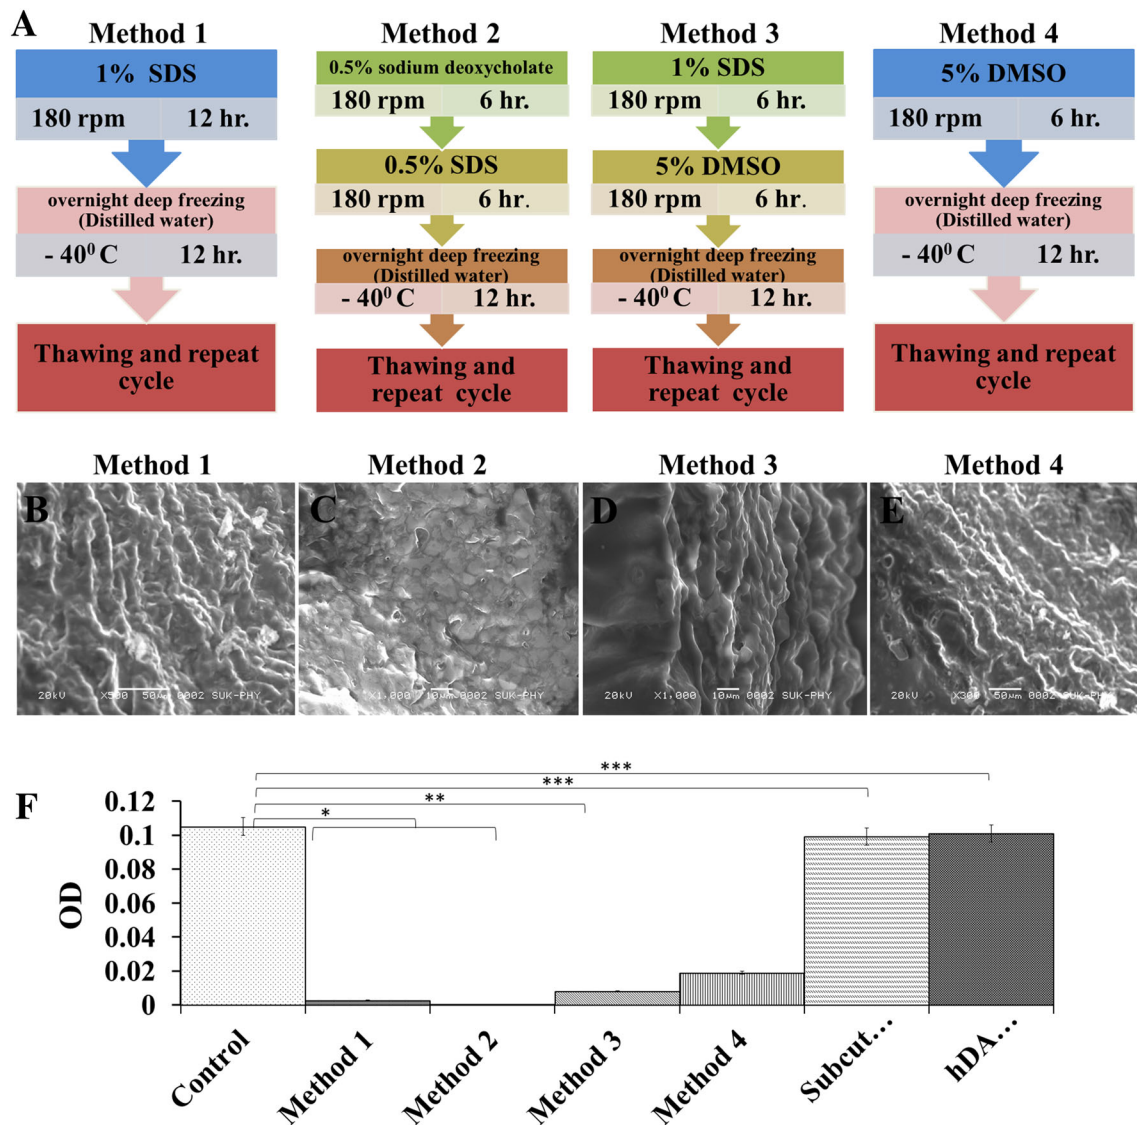 A
Method 1
Method 2
Method 3
Method 4
1% SDS
180 rpm 12 hr.
overnight deep freezing
(Distilled water)
- 40⁰ C 12 hr.
Thawing and repeat
cycle
0.5% sodium deoxycholate
180 rpm 6 hr.
0.5% SDS
180 rpm 6 hr.
overnight deep freezing
(Distilled water)
- 40⁰ C 12 hr.
Thawing and
repeat cycle
1% SDS
180 rpm 6 hr.
5% DMSO
180 rpm 6 hr.
overnight deep freezing
(Distilled water)
- 40⁰ C 12 hr.
Thawing and
repeat cycle
5% DMSO
180 rpm 6 hr.
overnight deep freezing
(Distilled water)
- 40⁰ C 12 hr.
Thawing and repeat
cycle
Method 1
Method 2
Method 3
Method 4
B
20kV X500 50μm 0002 SUK-PHY
C
20kV X1,000 10μm 0002 SUK-PHY
D
20kV X1,000 10μm 0002 SUK-PHY
E
20kV X300 50μm 0002 SUK-PHY
F
***
***
**
*
OD
0.12
0.1
0.08
0.06
0.04
0.02
0
Control
Method 1
Method 2
Method 3
Method 4
Subcut...
hDA...